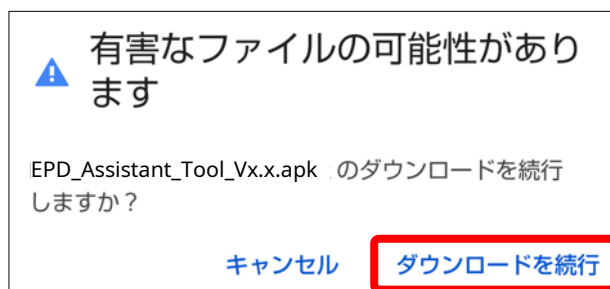 有害なファイルの可能性があり
ます
EPD_Assistant_Tool_Vx.x.apk のダウンロードを続行
しますか？
キャンセル ダウンロードを続行